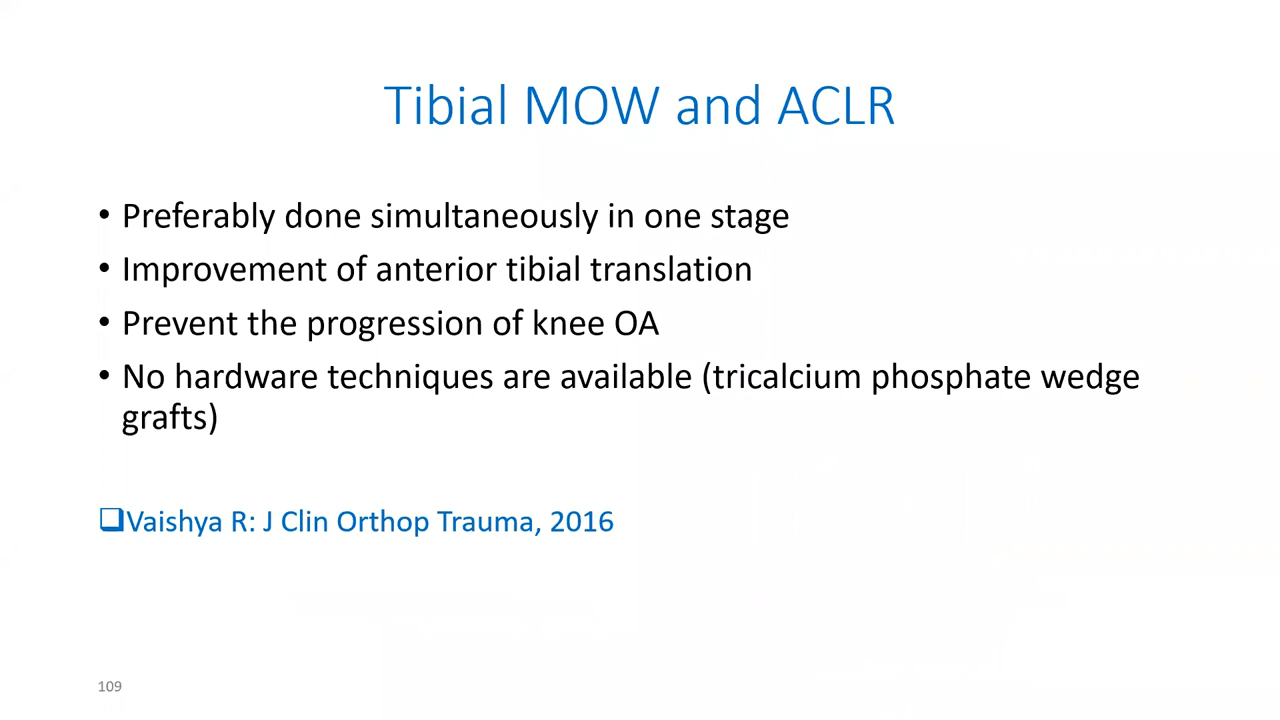 Tibial MOW and ACLR
• Preferably done simultaneously in one stage
• Improvement of anterior tibial translation
• Prevent the progression of knee OA
• No hardware techniques are available (tricalcium phosphate wedge
grafts)
❑Vaishya R: J Clin Orthop Trauma, 2016
109